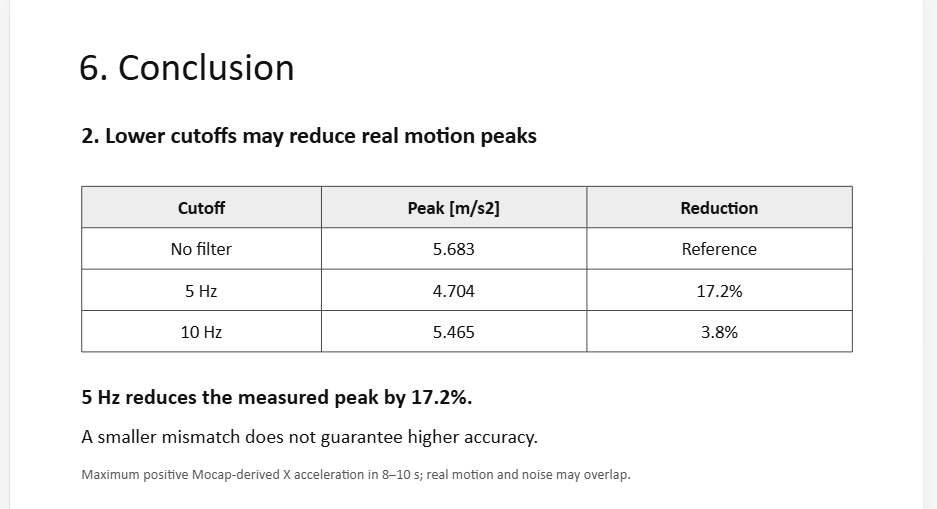 6. Conclusion
2. Lower cutoffs may reduce real motion peaks
Cutoff Peak [m/s2] Reduction
No filter 5.683 Reference
5 Hz 4.704 17.2%
10 Hz 5.465 3.8%
5 Hz reduces the measured peak by 17.2%.
A smaller mismatch does not guarantee higher accuracy.
Maximum positive Mocap-derived X acceleration in 8–10 s; real motion and noise may overlap.